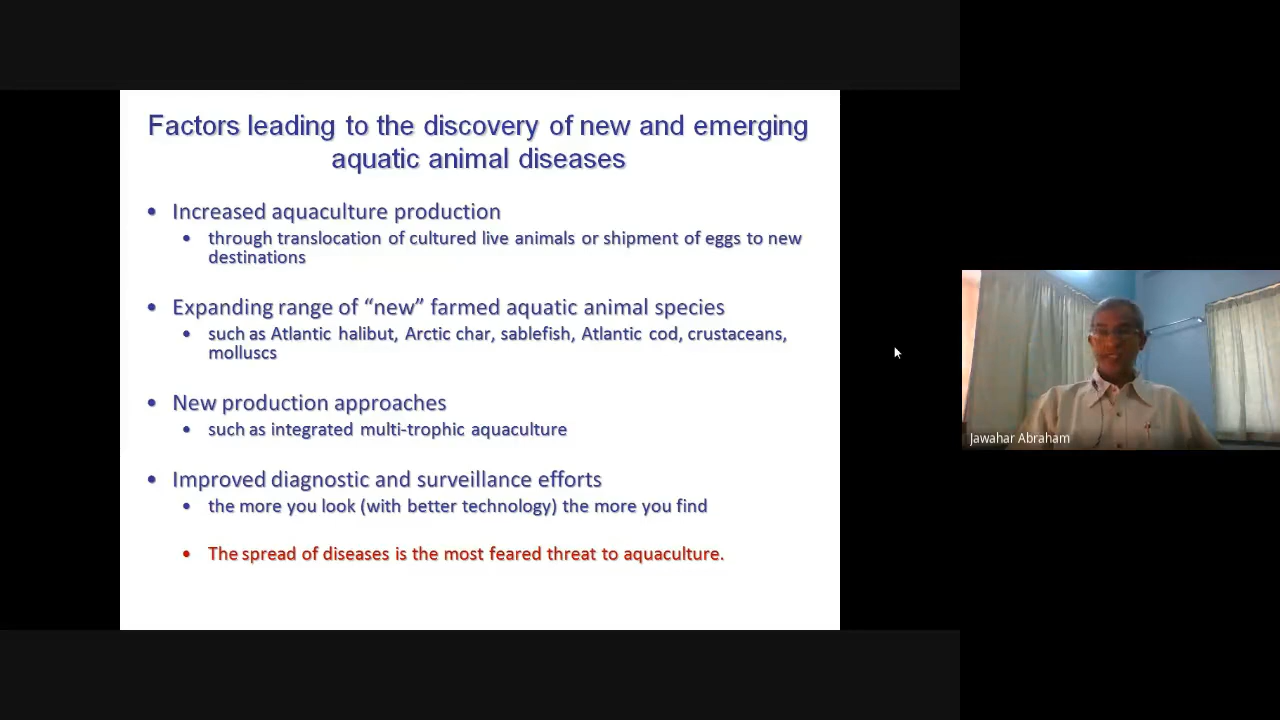 Factors leading to the discovery of new and emerging
aquatic animal diseases
• Increased aquaculture production
• through translocation of cultured live animals or shipment of eggs to new
destinations
• Expanding range of “new” farmed aquatic animal species
• such as Atlantic halibut, Arctic char, sablefish, Atlantic cod, crustaceans,
molluscs
• New production approaches
• such as integrated multi-trophic aquaculture
• Improved diagnostic and surveillance efforts
• the more you look (with better technology) the more you find
• The spread of diseases is the most feared threat to aquaculture.
Jawahar Abraham